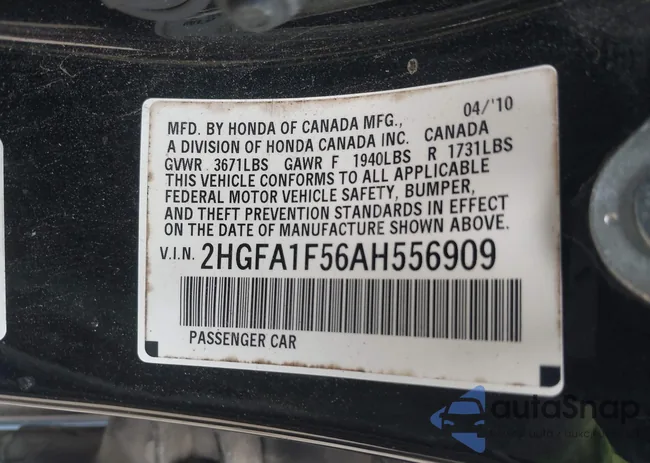 04/'10
MFD. BY HONDA OF CANADA MFG.,
A DIVISION OF HONDA CANADA INC. CANADA
GVWR 3671LBS GAWR F 1940LBS R 1731LBS
THIS VEHICLE CONFORMS TO ALL APPLICABLE
FEDERAL MOTOR VEHICLE SAFETY, BUMPER,
AND THEFT PREVENTION STANDARDS IN EFFECT
ON THE DATE OF MANUFACTURE SHOWN ABOVE.
V.I.N. 2HGFA1F56AH556909
PASSENGER CAR
autoSnap